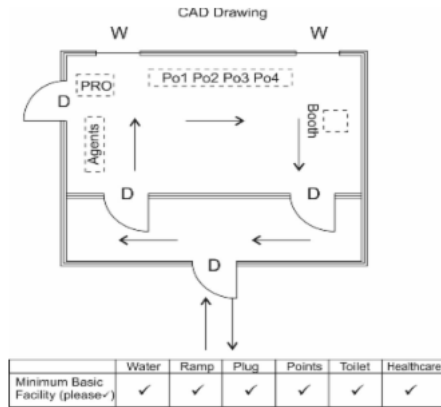 CAD Drawing
W W
PRO
Po1 Po2 Po3 Po4
D
Agents
Booth
D D
D
Water Ramp Plug Points Toilet Healthcare
Minimum Basic
Facility (please✓) ✓ ✓ ✓ ✓ ✓ ✓